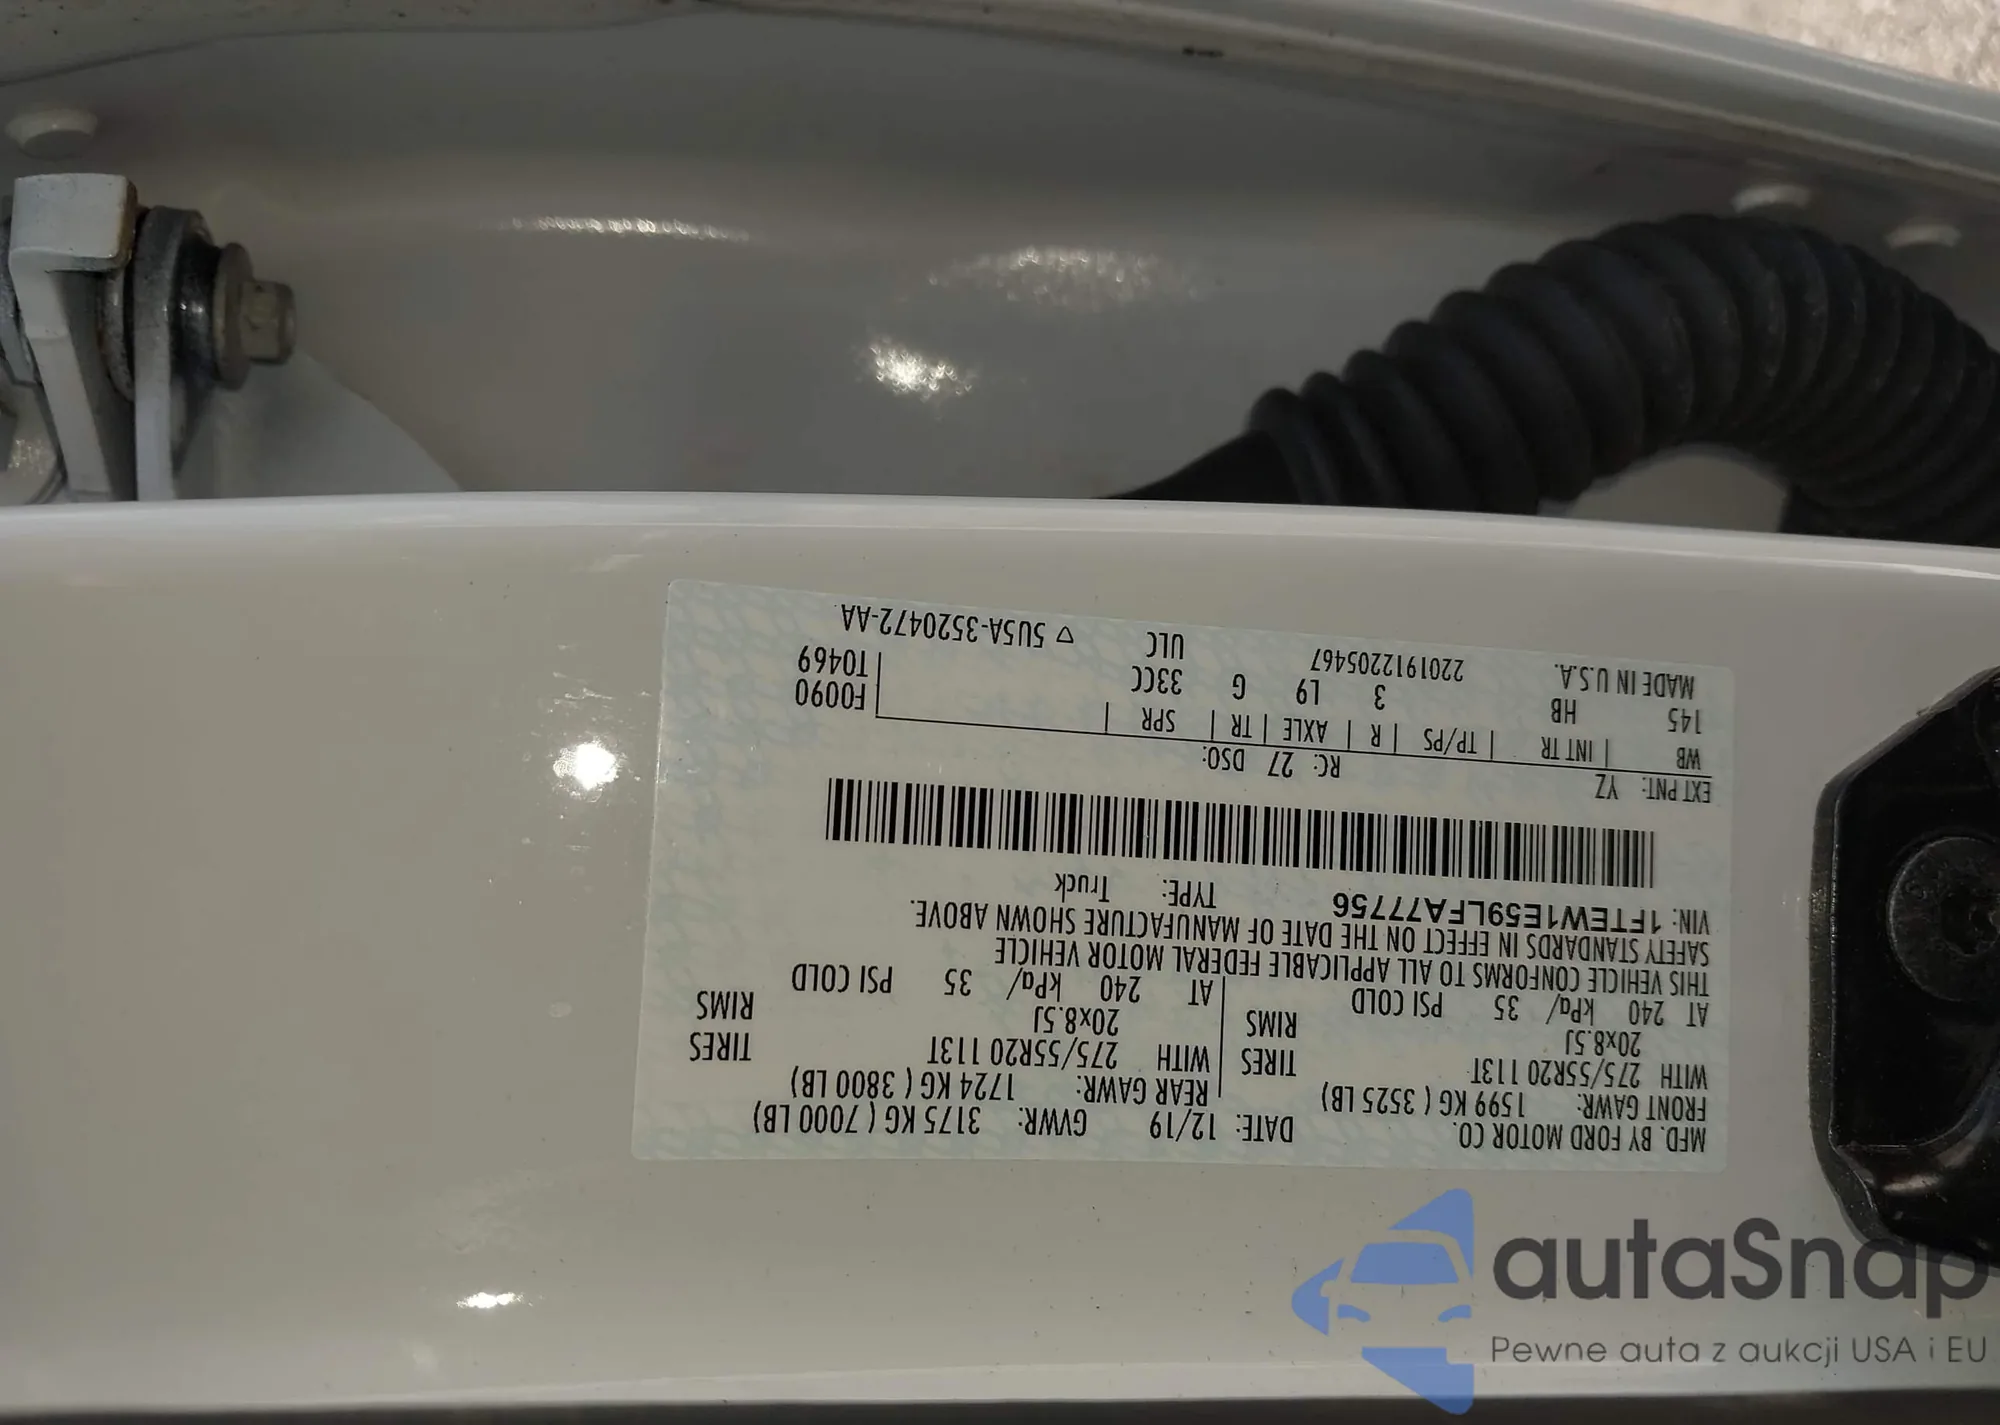 MFD. BY FORD MOTOR CO.
DATE: 12/19 GVWR: 3175 KG ( 7000 LB)
FRONT GAWR: 1599 KG ( 3525 LB) REAR GAWR: 1724 KG ( 3800 LB)
WITH 275/55R20 113T TIRES WITH 275/55R20 113T TIRES
20x8.5J RIMS 20x8.5J RIMS
AT 240 kPa/ 35 PSI COLD AT 240 kPa/ 35 PSI COLD
THIS VEHICLE CONFORMS TO ALL APPLICABLE FEDERAL MOTOR VEHICLE
SAFETY STANDARDS IN EFFECT ON THE DATE OF MANUFACTURE SHOWN ABOVE.
VIN: 1FTEW1E59LFA77756 TYPE: Truck
EXT PNT: YZ RC: 27 DSO:
WB | INT TR | TP/PS | R | AXLE | TR | SPR F0090
145 HB 3 L9 G 33CC T0469
MADE IN U.S.A. 220191220546​7 ULC ▽ 5U5A-3520472-AA
autaSnap
Pewne auta z aukcji USA i EU